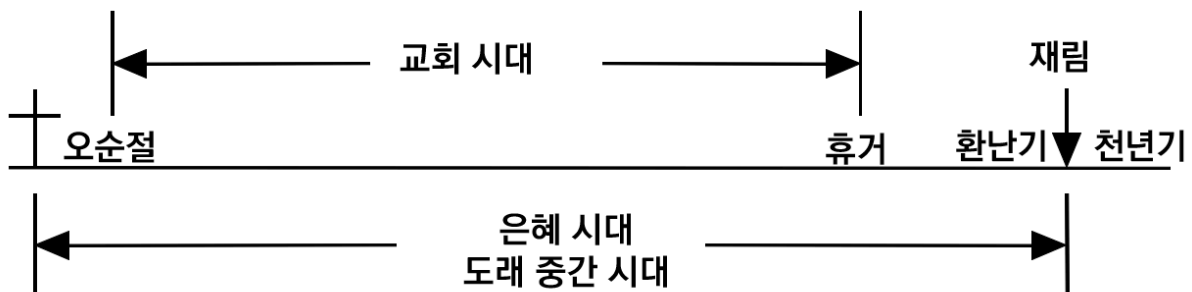 교회 시대
재림
오순절
휴거
환난기
천년기
은혜 시대
도래 중간 시대